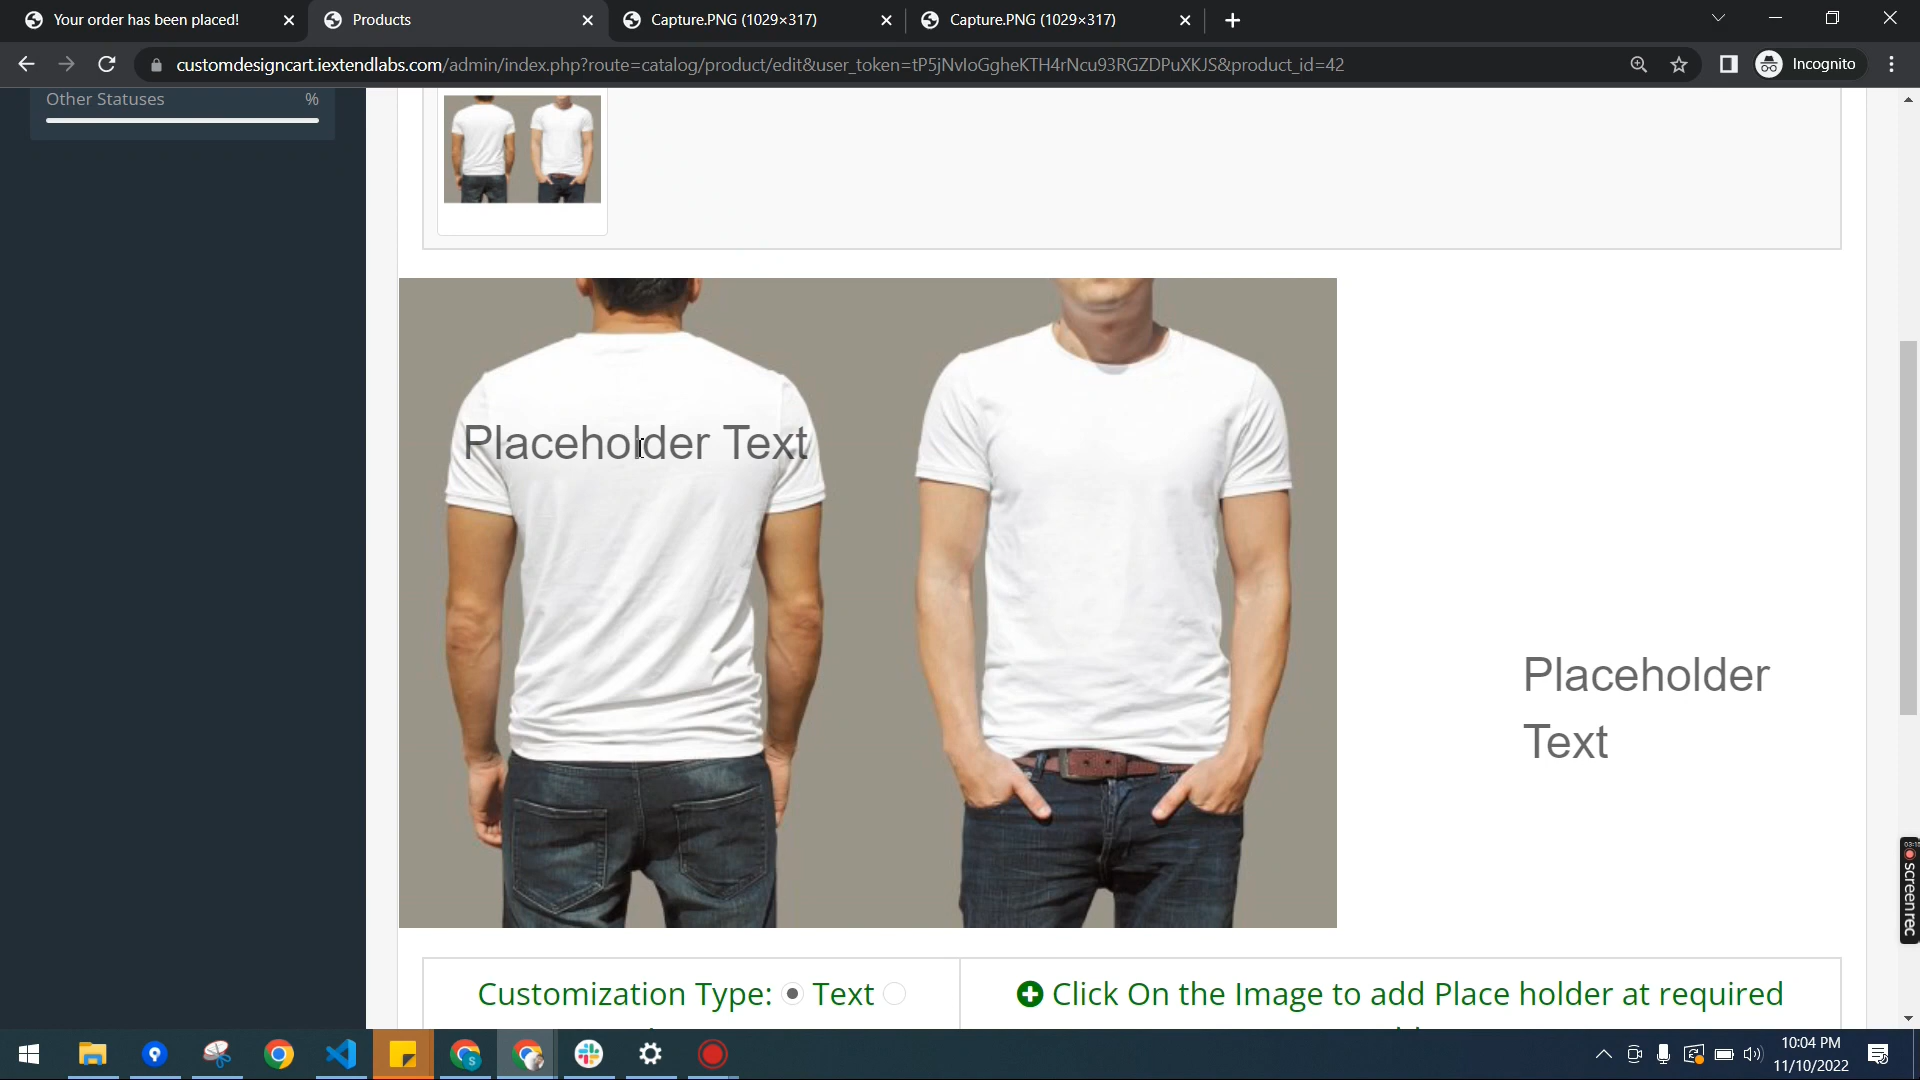 Your order has been placed!
Products
Capture.PNG (1029×317)
Capture.PNG (1029×317)
customdesigncart.iextendlabs.com/admin/index.php?route=catalog/product/edit&user_token=tP5jNvIoGgheKTH4rNcu93RGZDPuXKJS&product_id=42
Incognito
Other Statuses %
Placeholder Text
Placeholder
Text
Customization Type: Text
Click On the Image to add Place holder at required
screenrec
10:04 PM
11/10/2022